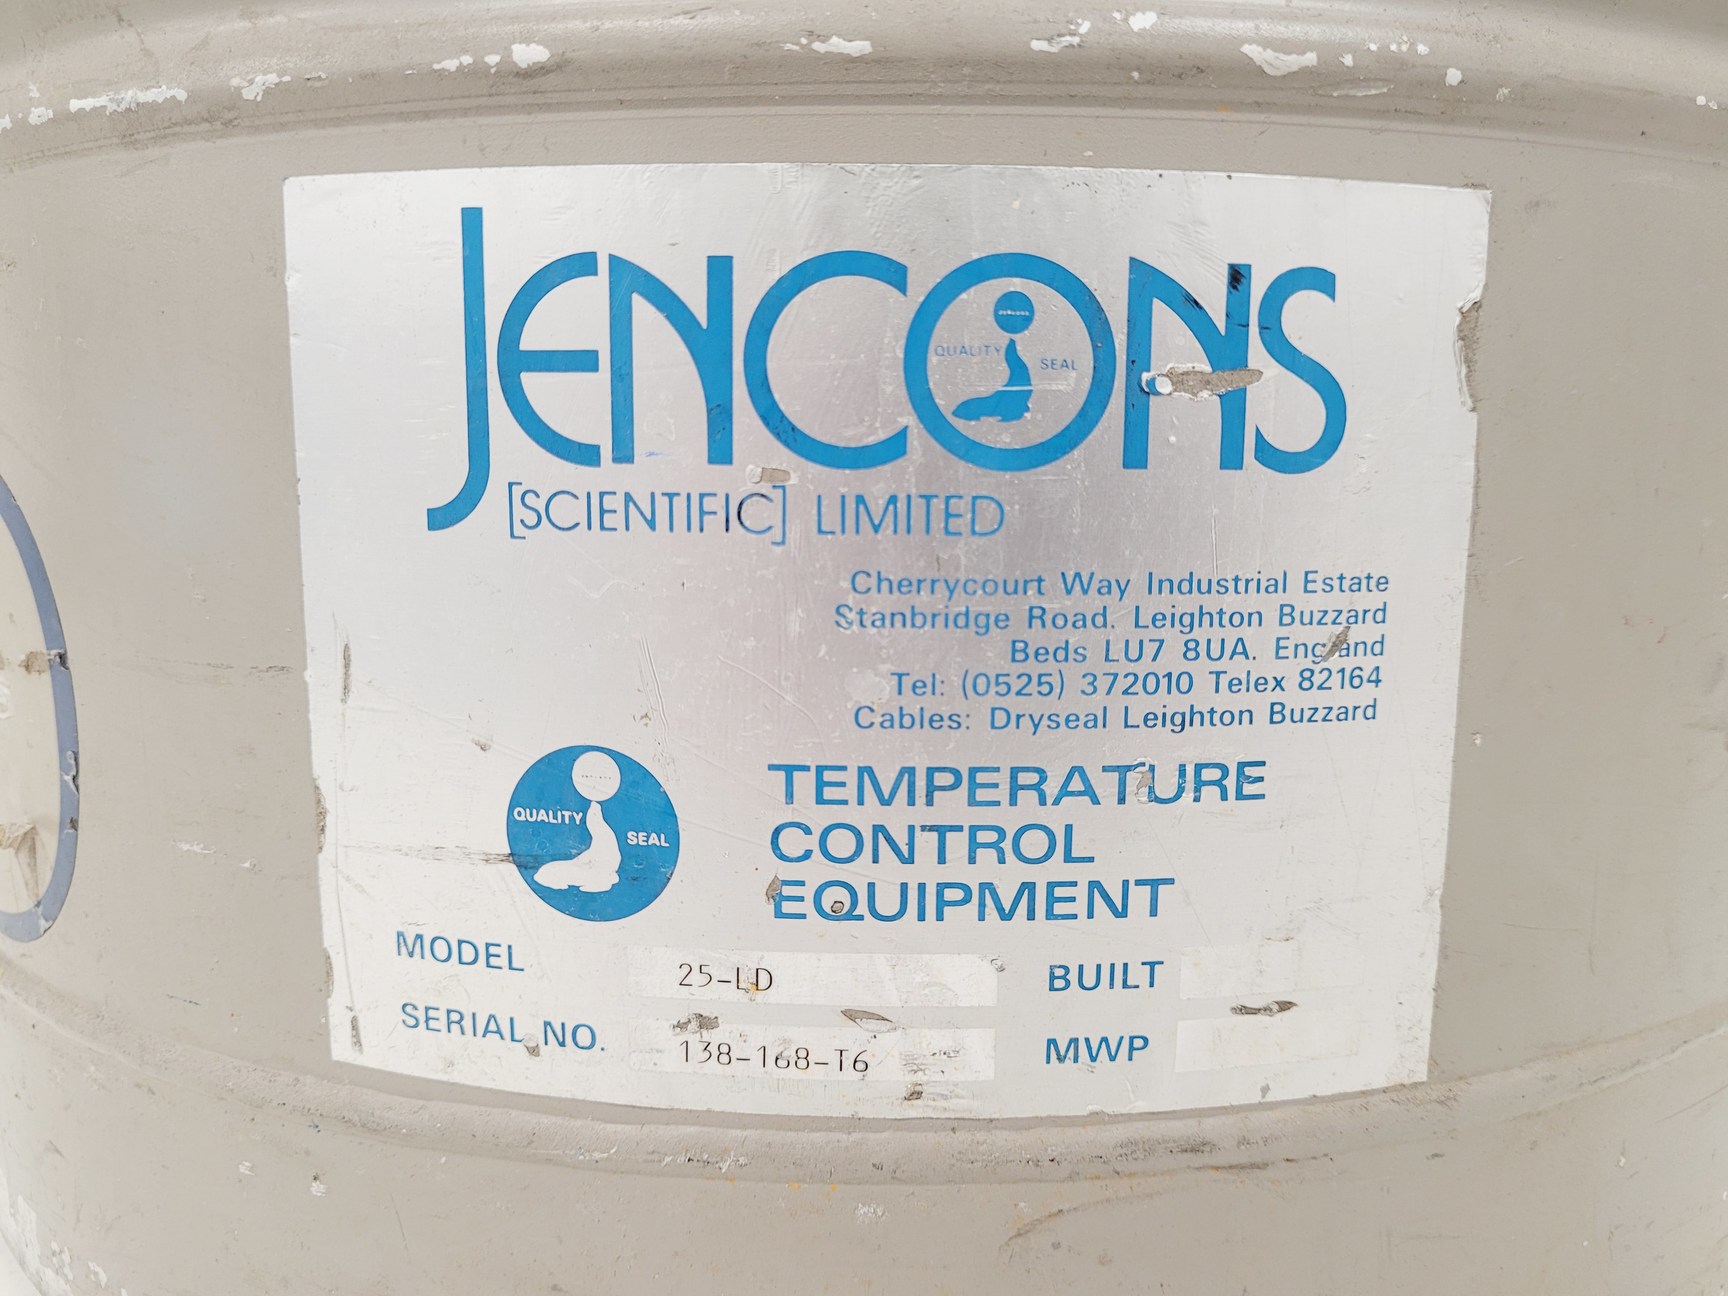 JENCONS
QUALITY SEAL
[SCIENTIFIC] LIMITED
Cherrycourt Way Industrial Estate
Stanbridge Road. Leighton Buzzard
Beds LU7 8UA. England
Tel: (0525) 372010 Telex 82164
Cables: Dryseal Leighton Buzzard
QUALITY SEAL
TEMPERATURE
CONTROL
EQUIPMENT
MODEL 25-LD BUILT
SERIAL NO. 138-168-T6 MWP